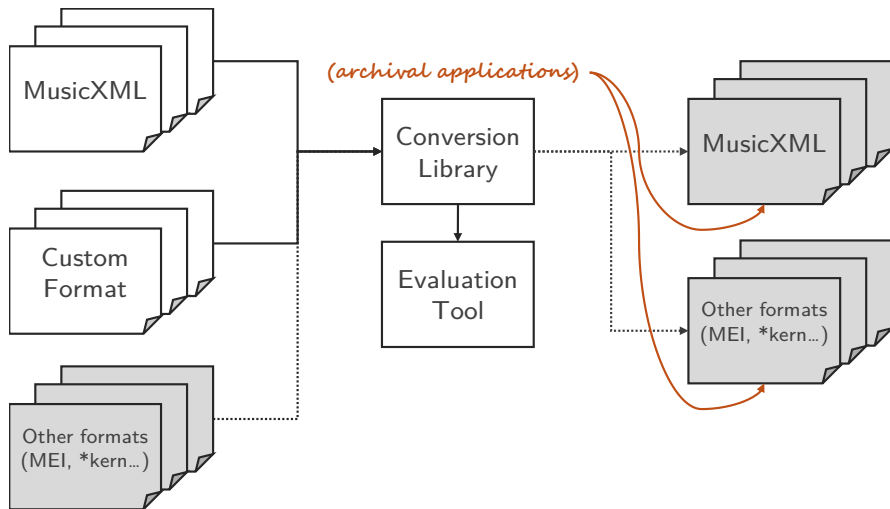 MusicXML
(archival applications)
Conversion
Library
MusicXML
Custom
Format
Evaluation
Tool
Other formats
(MEI, *kern…)
Other formats
(MEI, *kern…)